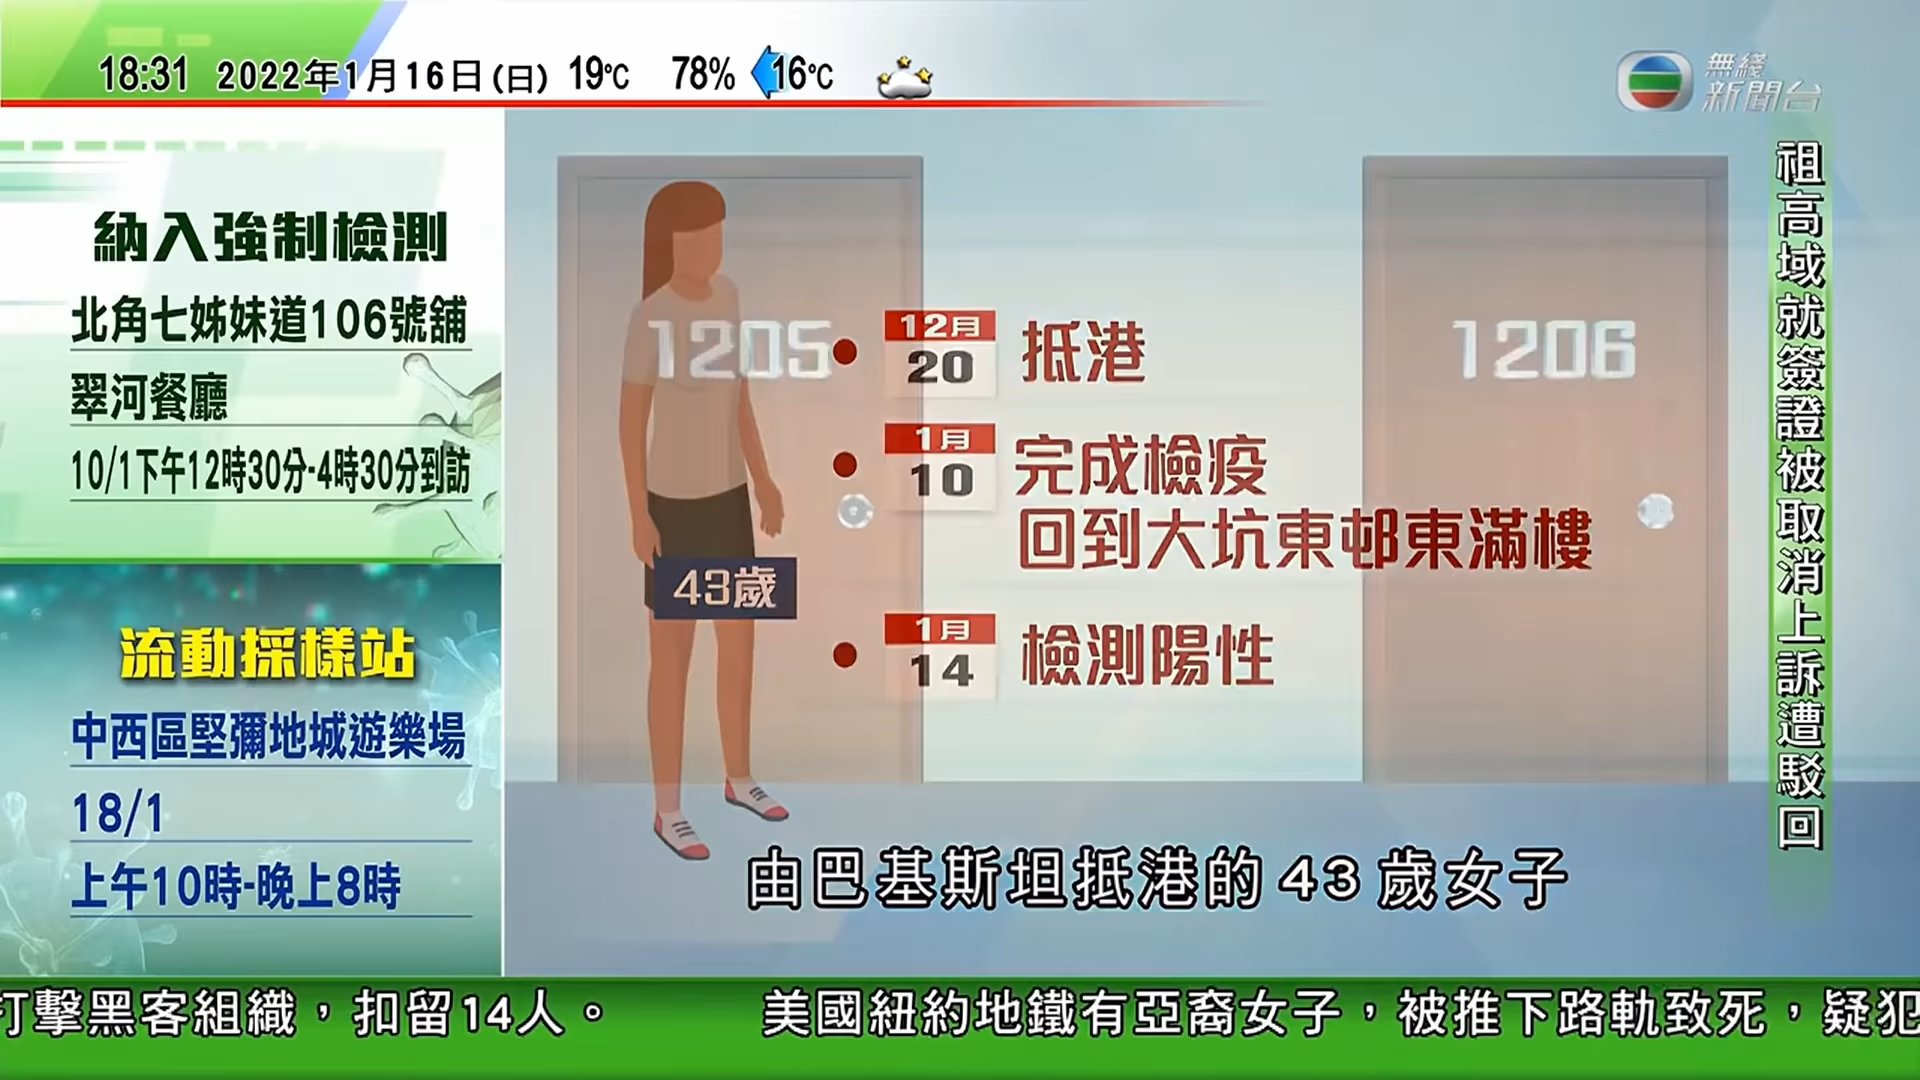 18:31 2022年1月16日(日) 19℃ 78% 16℃
無綫
新聞台
納入強制檢測
北角七姊妹道106號舖
翠河餐廳
10/1下午12時30分-4時30分到訪
流動採樣站
中西區堅彌地城遊樂場
18/1
上午10時-晚上8時
1205
1206
12月
20
抵港
1月
10
完成檢疫
回到大坑東邨東滿樓
1月
14
檢測陽性
43歲
由巴基斯坦抵港的43歲女子
祖高域就簽證被取消上訴遭駁回
打擊黑客組織，扣留14人。 美國紐約地鐵有亞裔女子，被推下路軌致死，疑犯